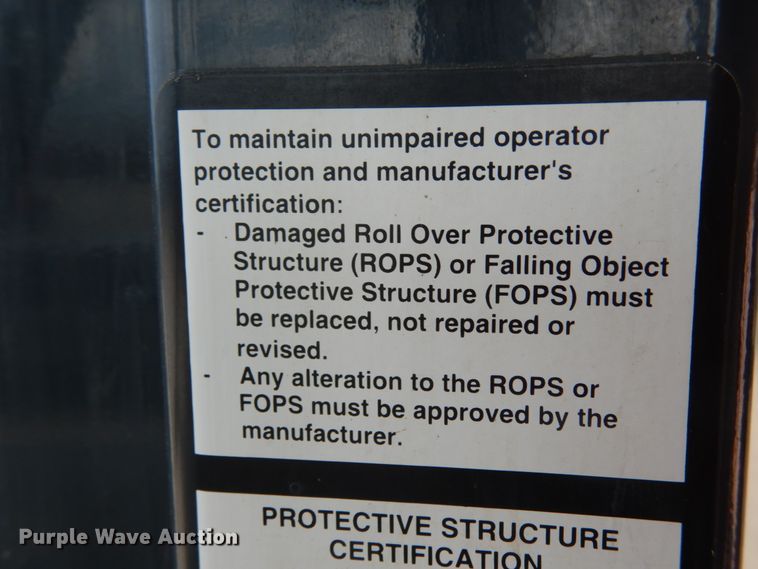 To maintain unimpaired operator
protection and manufacturer's
certification:
- Damaged Roll Over Protective
Structure (ROPS) or Falling Object
Protective Structure (FOPS) must
be replaced, not repaired or
revised.
- Any alteration to the ROPS or
FOPS must be approved by the
manufacturer.
PROTECTIVE STRUCTURE
CERTIFICATION
Purple Wave Auction